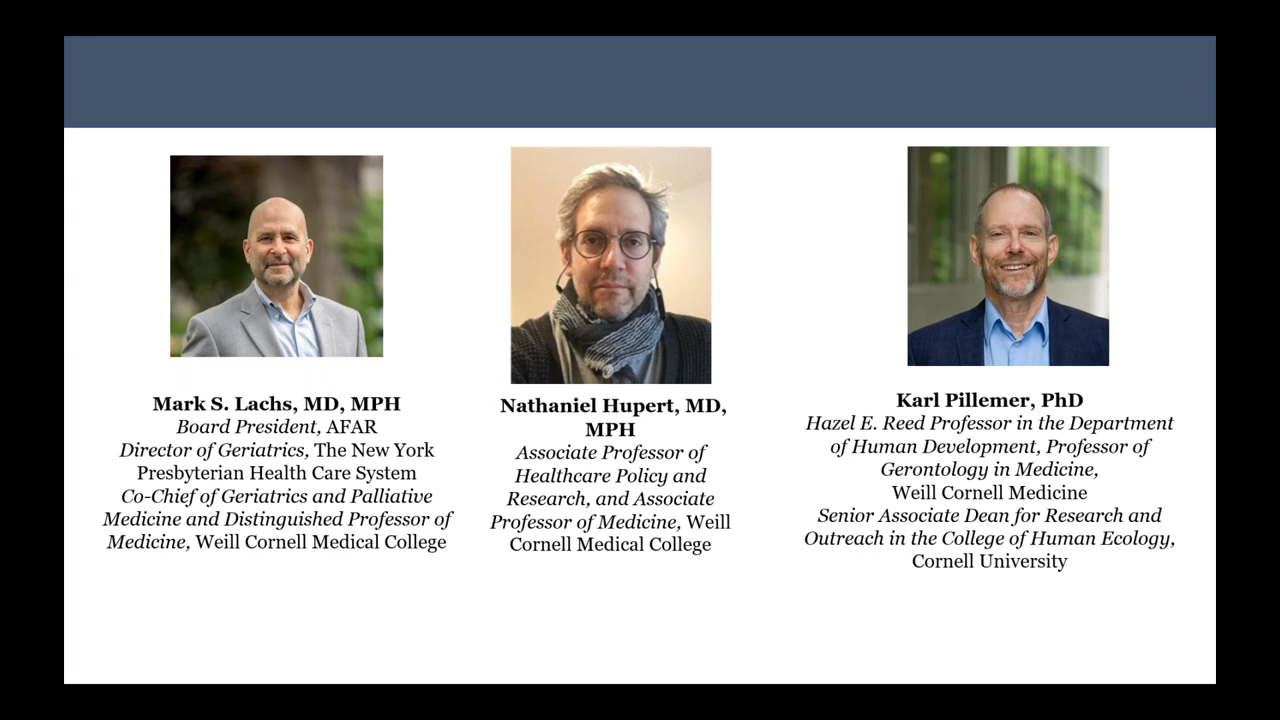 Mark S. Lachs, MD, MPH
Board President, AFAR
Director of Geriatrics, The New York
Presbyterian Health Care System
Co-Chief of Geriatrics and Palliative
Medicine and Distinguished Professor of
Medicine, Weill Cornell Medical College
Nathaniel Hupert, MD,
MPH
Associate Professor of
Healthcare Policy and
Research, and Associate
Professor of Medicine, Weill
Cornell Medical College
Karl Pillemer, PhD
Hazel E. Reed Professor in the Department
of Human Development, Professor of
Gerontology in Medicine,
Weill Cornell Medicine
Senior Associate Dean for Research and
Outreach in the College of Human Ecology,
Cornell University